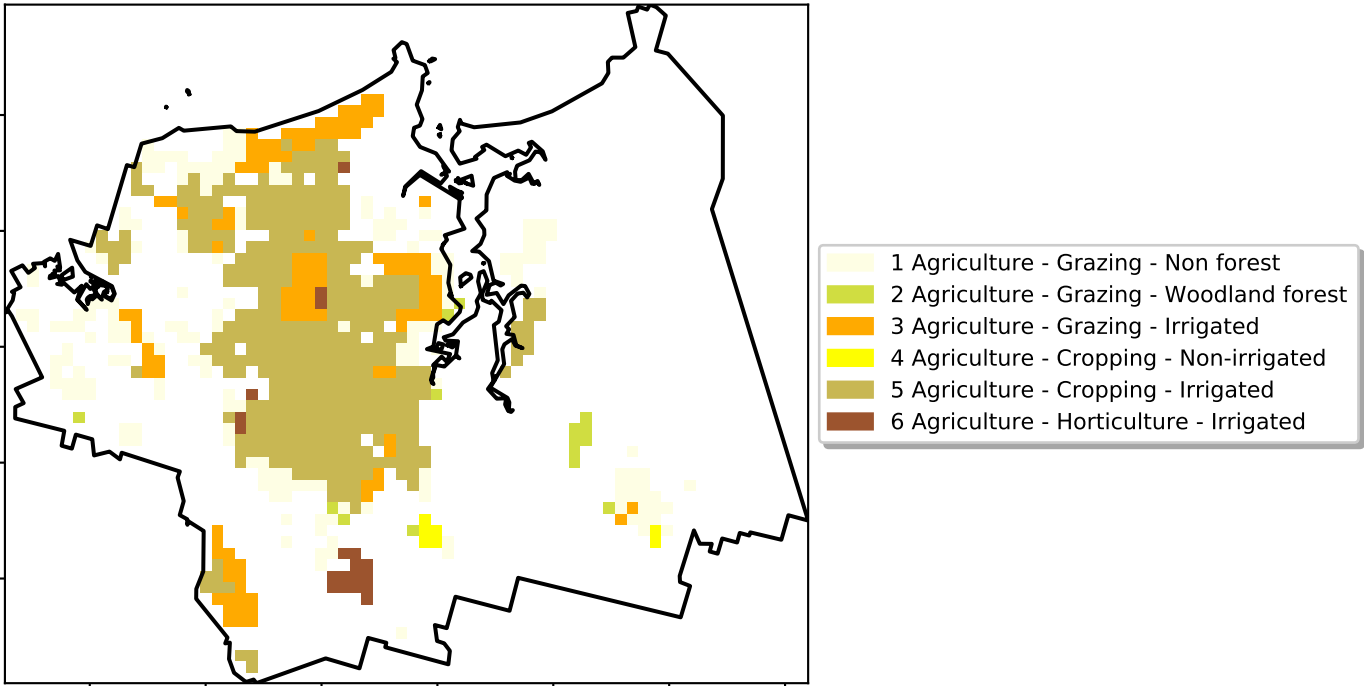 1 Agriculture - Grazing - Non forest
2 Agriculture - Grazing - Woodland forest
3 Agriculture - Grazing - Irrigated
4 Agriculture - Cropping - Non-irrigated
5 Agriculture - Cropping - Irrigated
6 Agriculture - Horticulture - Irrigated